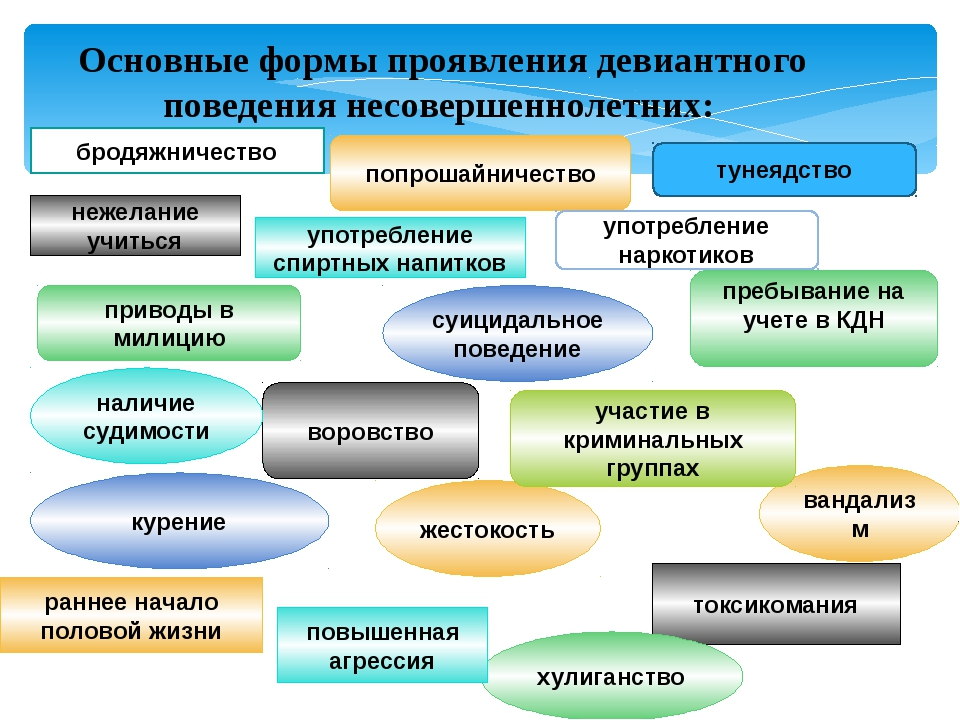 Основные формы проявления девиантного
поведения несовершеннолетних:
бродяжничество
попрошайничество
тунеядство
нежелание
учиться
употребление
спиртных напитков
употребление
наркотиков
приводы в
милицию
суицидальное
поведение
пребывание на
учете в КДН
наличие
судимости
воровство
участие в
криминальных
группах
курение
жестокость
вандализ
м
раннее начало
половой жизни
повышенная
агрессия
токсикомания
хулиганство